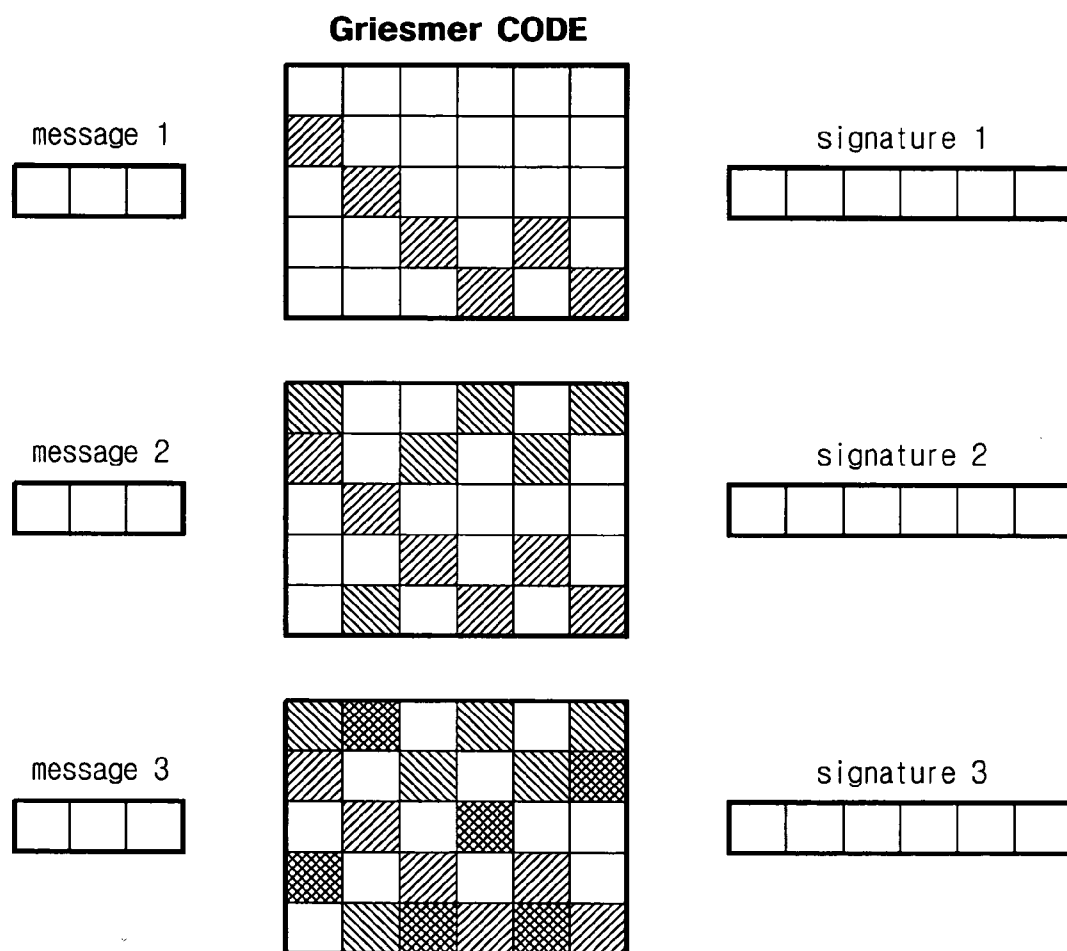 Griesmer CODE
message 1
signature 1
message 2
signature 2
message 3
signature 3